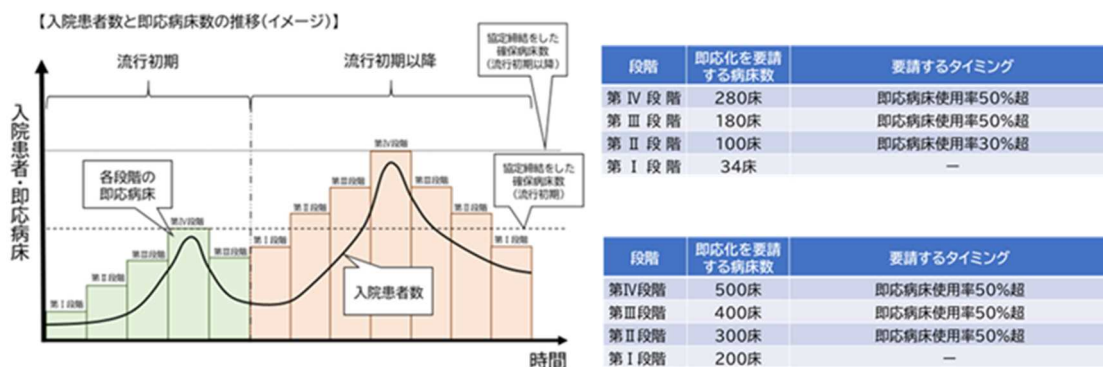 【入院患者数と即応病床数の推移(イメージ)】
流行初期
流行初期以降
協定締結をした
確保病床数
(流行初期以降)
入院患者・即応病床
各段階の
即応病床
第Ⅳ段階
協定締結をした
確保病床数
(流行初期)
第Ⅲ段階
第Ⅲ段階
第Ⅱ段階
第Ⅱ段階
第Ⅳ段階
第Ⅰ段階
第Ⅰ段階
第Ⅲ段階
第Ⅲ段階
第Ⅱ段階
第Ⅰ段階
入院患者数
時間
段階 即応化を要請する病床数 要請するタイミング
第Ⅳ段階 280床 即応病床使用率50%超
第Ⅲ段階 180床 即応病床使用率50%超
第Ⅱ段階 100床 即応病床使用率30%超
第Ⅰ段階 34床 ー
段階 即応化を要請する病床数 要請するタイミング
第Ⅳ段階 500床 即応病床使用率50%超
第Ⅲ段階 400床 即応病床使用率50%超
第Ⅱ段階 300床 即応病床使用率50%超
第Ⅰ段階 200床 ー